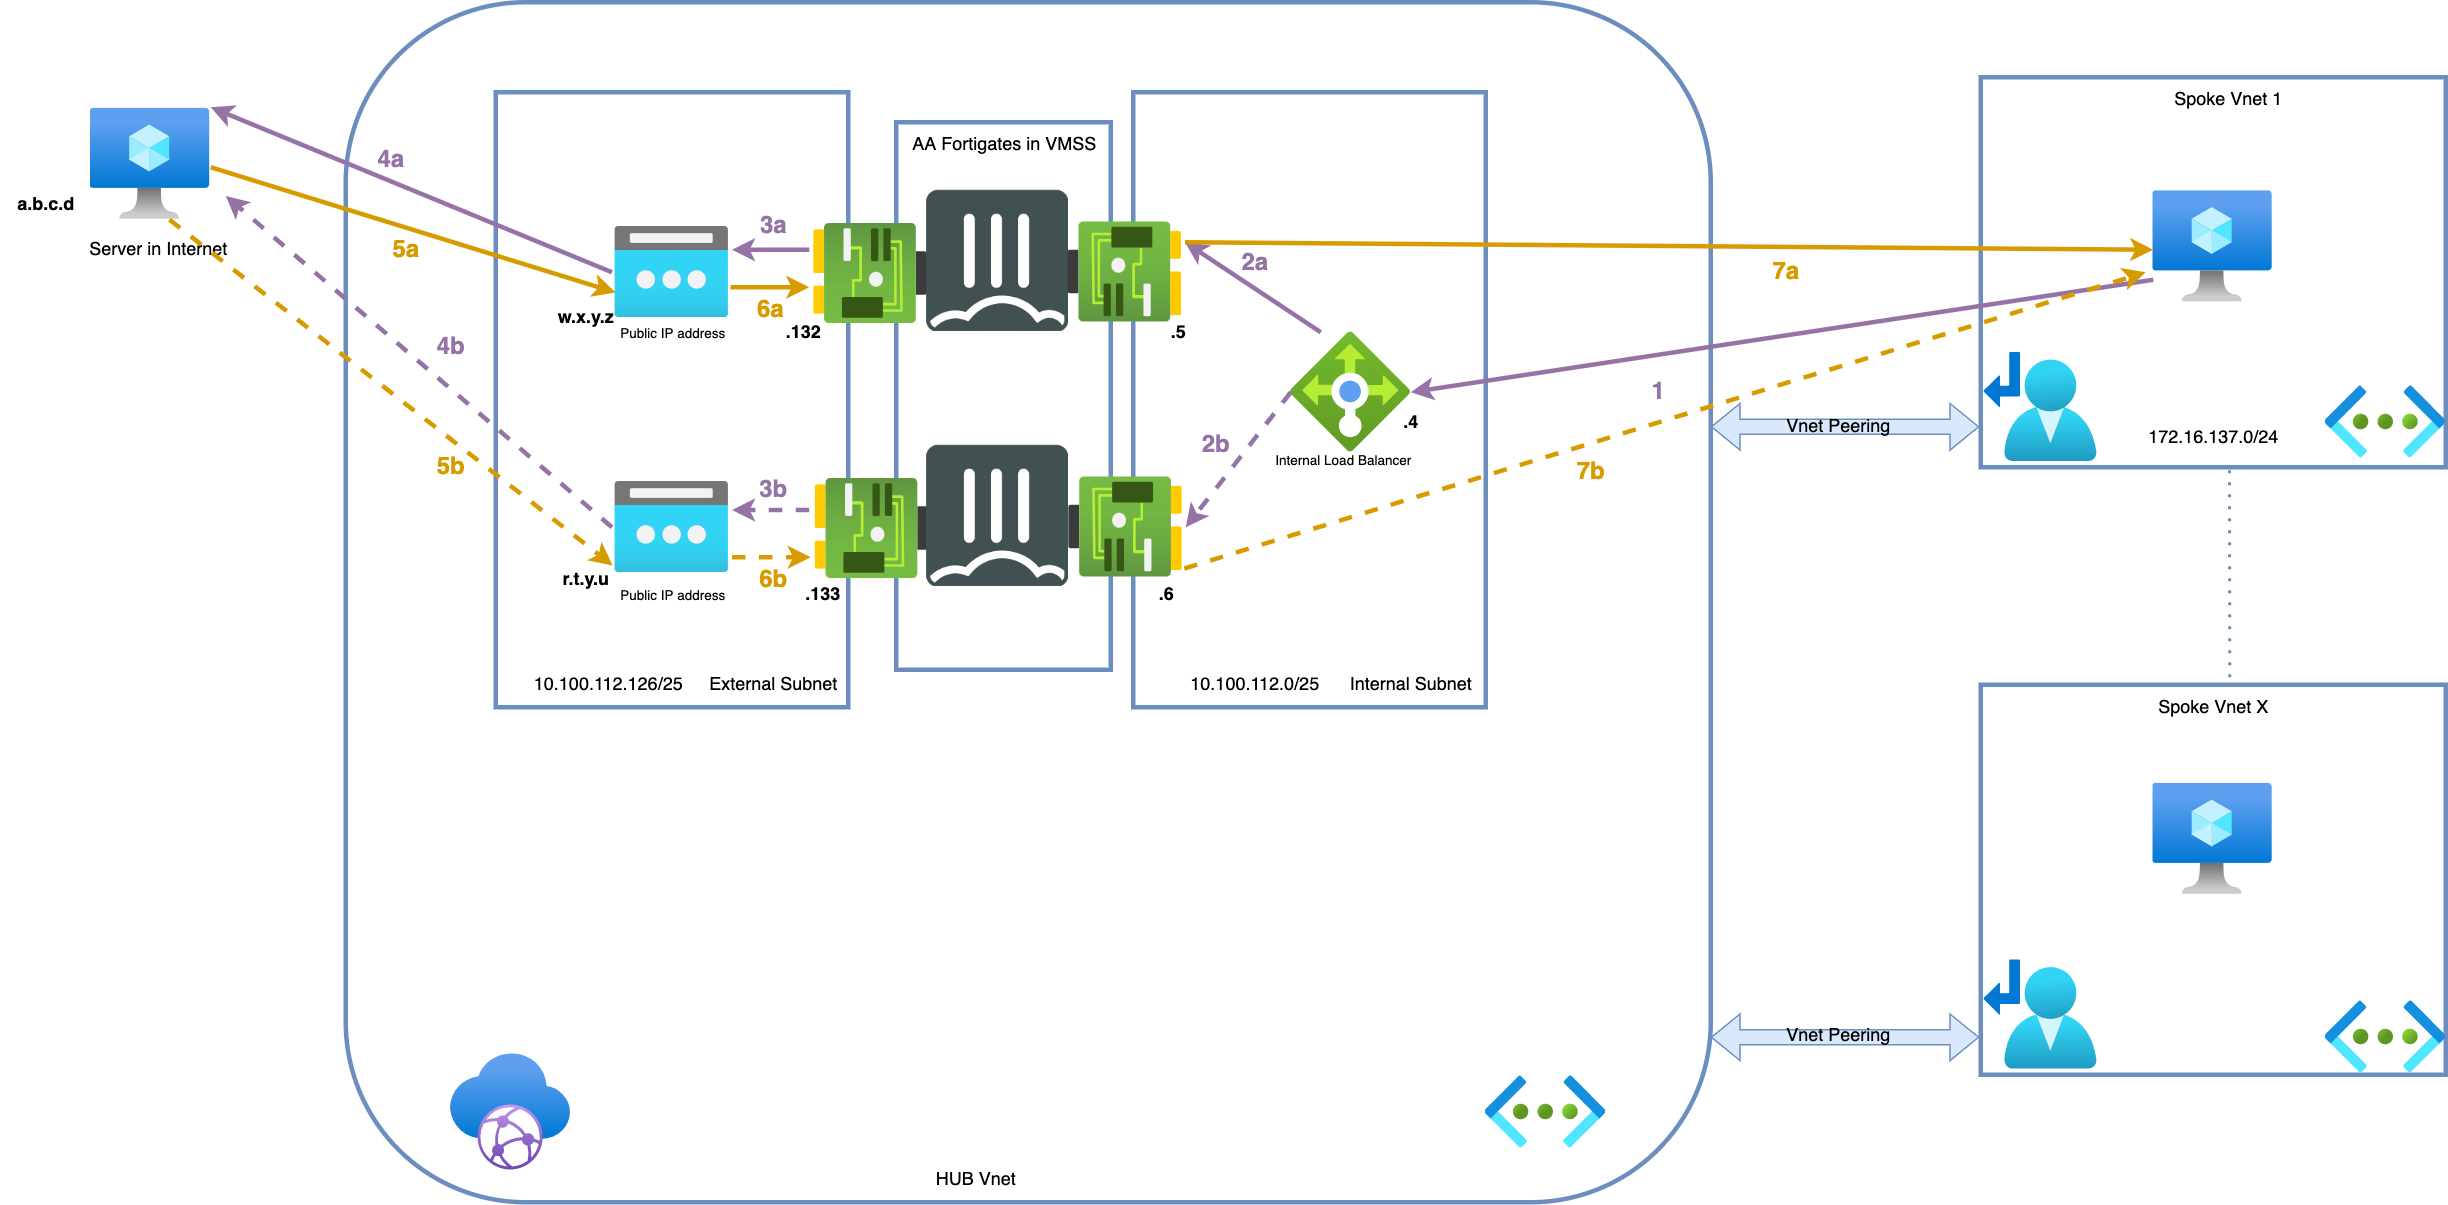 Spoke Vnet 1
AA Fortigates in VMSS
4a
a.b.c.d
Server in Internet
5a
3a
6a
w.x.y.z
Public IP address
.132
.5
2a
7a
1
4b
.4
Internal Load Balancer
2b
7b
Vnet Peering
172.16.137.0/24
5b
3b
6b
r.t.y.u
Public IP address
.133
.6
10.100.112.126/25
External Subnet
10.100.112.0/25
Internal Subnet
Spoke Vnet X
Vnet Peering
HUB Vnet